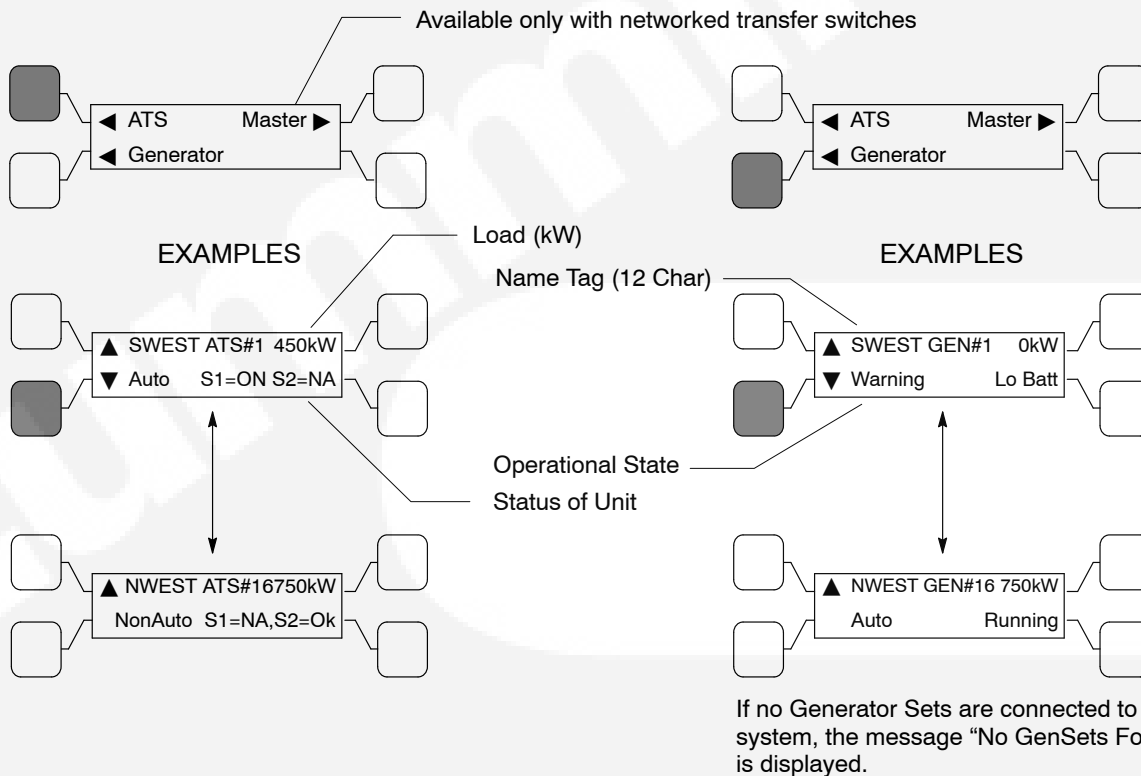 Available only with networked transfer switches
◀ ATS Master ▶
◀ Generator
◀ ATS Master ▶
◀ Generator
EXAMPLES
Load (kW)
Name Tag (12 Char)
EXAMPLES
▲ SWEST ATS#1 450kW
▼ Auto S1=ON S2=NA
▲ SWEST GEN#1 0kW
▼ Warning Lo Batt
Operational State
Status of Unit
▲ NWEST ATS#16750kW
NonAuto S1=NA,S2=Ok
▲ NWEST GEN#16 750kW
Auto Running
If no Generator Sets are connected to
system, the message “No GenSets
is displayed.